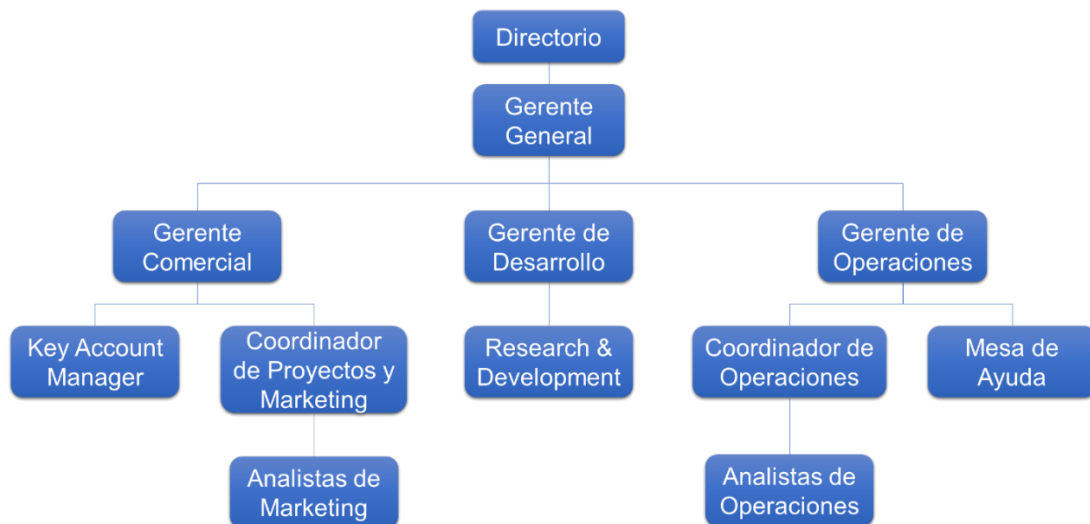 Directorio
Gerente
General
Gerente
Comercial
Gerente de
Desarrollo
Gerente de
Operaciones
Key Account
Manager
Coordinador
de Proyectos y
Marketing
Research &
Development
Coordinador de
Operaciones
Mesa de
Ayuda
Analistas de
Marketing
Analistas de
Operaciones